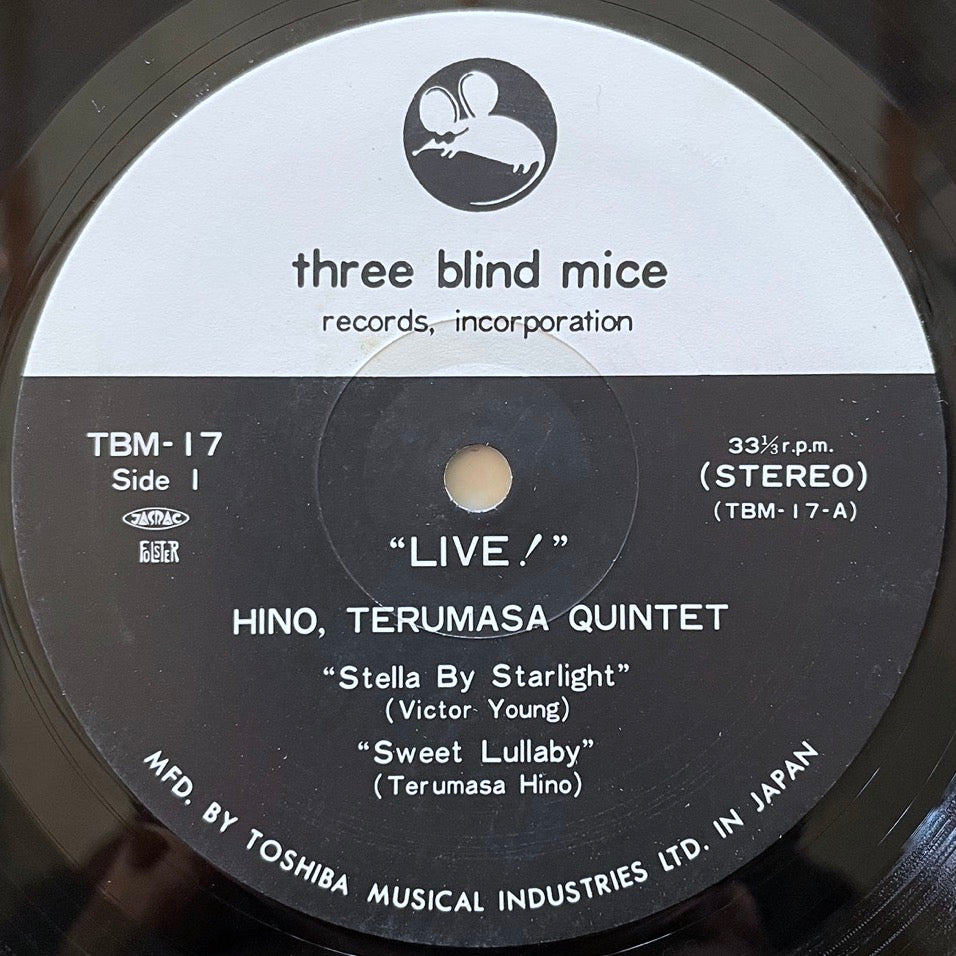 three blind mice
records, incorporation
TBM-17
Side 1
JASRAC
FOLSTER
33⅓ r.p.m.
(STEREO)
(TBM-17-A)
“LIVE!”
HINO, TERUMASA QUINTET
“Stella By Starlight”
(Victor Young)
“Sweet Lullaby”
(Terumasa Hino)
MFD. BY TOSHIBA MUSICAL INDUSTRIES LTD. IN JAPAN